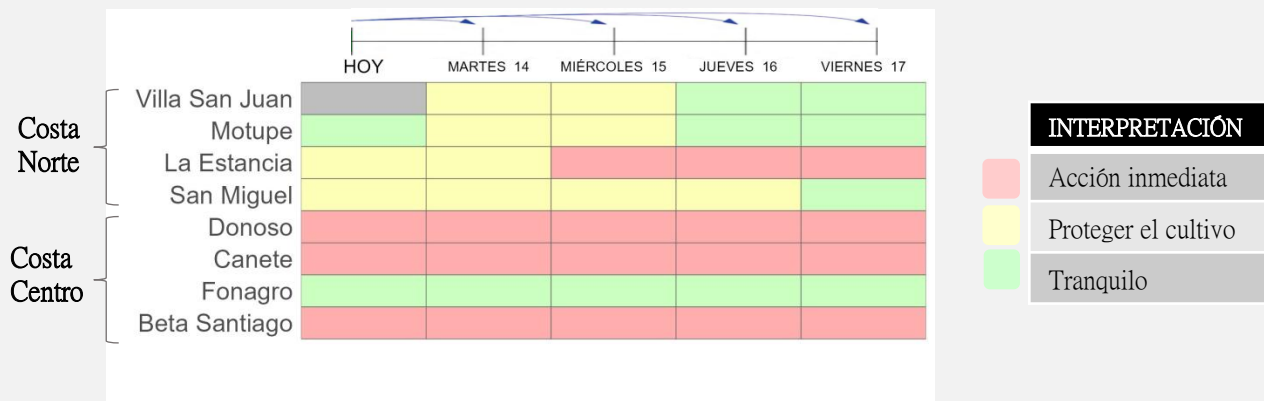 HOY MARTES 14 MIÉRCOLES 15 JUEVES 16 VIERNES 17
Costa
Norte
Villa San Juan
Motupe
La Estancia
San Miguel
Costa
Centro
Donoso
Canete
Fonagro
Beta Santiago
INTERPRETACIÓN
Acción inmediata
Proteger el cultivo
Tranquilo